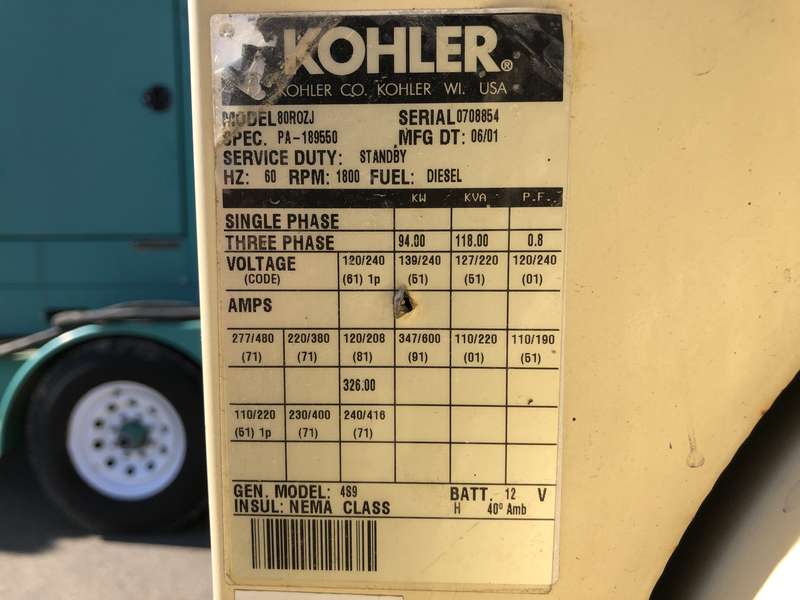 KOHLER®
KOHLER CO. KOHLER WI. USA
MODEL 80ROZJ SERIAL 0708854
SPEC. PA-189550 MFG DT: 06/01
SERVICE DUTY: STANDBY
HZ: 60 RPM: 1800 FUEL: DIESEL
KW KVA P.F.
SINGLE PHASE
THREE PHASE 94.00 118.00 0.8
VOLTAGE 120/240 139/240 127/220 120/240
(CODE) (61) 1p (51) (51) (01)
AMPS
277/480 220/380 120/208 347/600 110/220 110/190
(71) (71) (81) (91) (01) (51)
326.00
110/220 230/400 240/416
(51) 1p (71) (71)
GEN. MODEL: 4S9 BATT. 12 V
INSUL: NEMA CLASS H 40° Amb